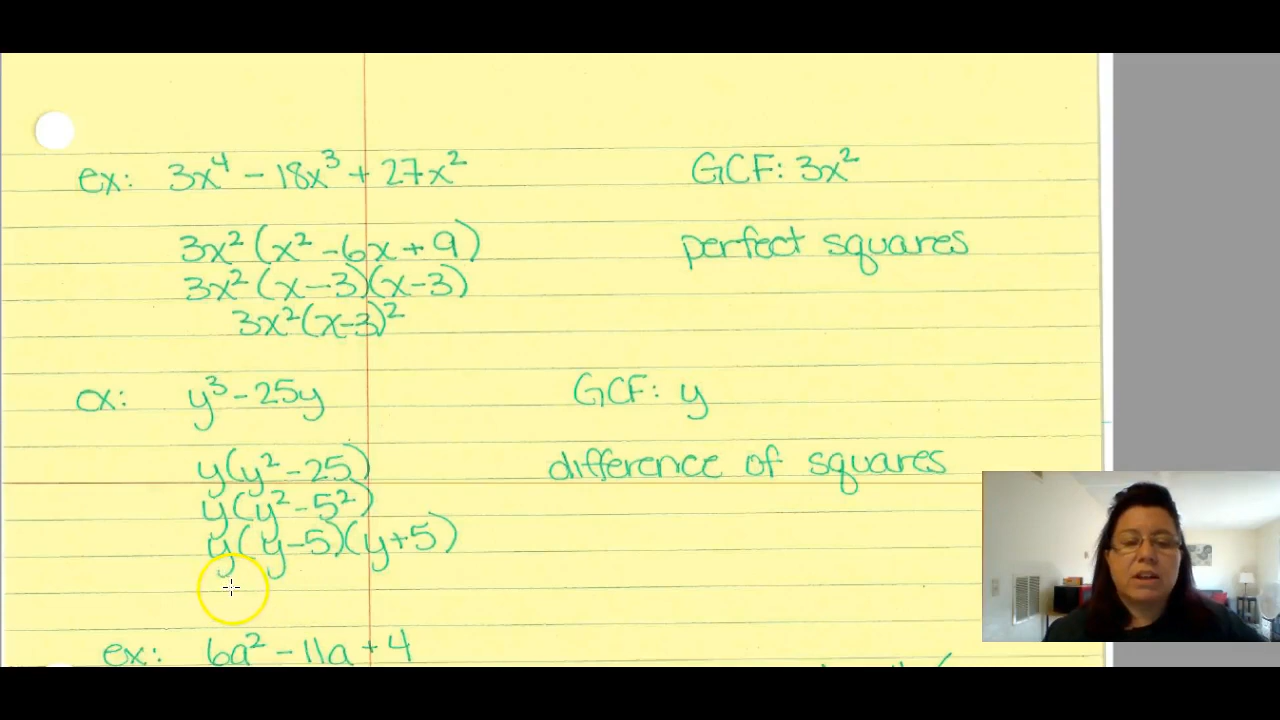 ex: 3x⁴ - 18x³ + 27x² GCF: 3x²
3x²(x² - 6x + 9) perfect squares
3x²(x-3)(x-3)
3x²(x-3)²
ex: y³ - 25y GCF: y
y(y² - 25) difference of squares
y(y² - 5²)
y(y-5)(y+5)
ex: 6a² - 11a + 4